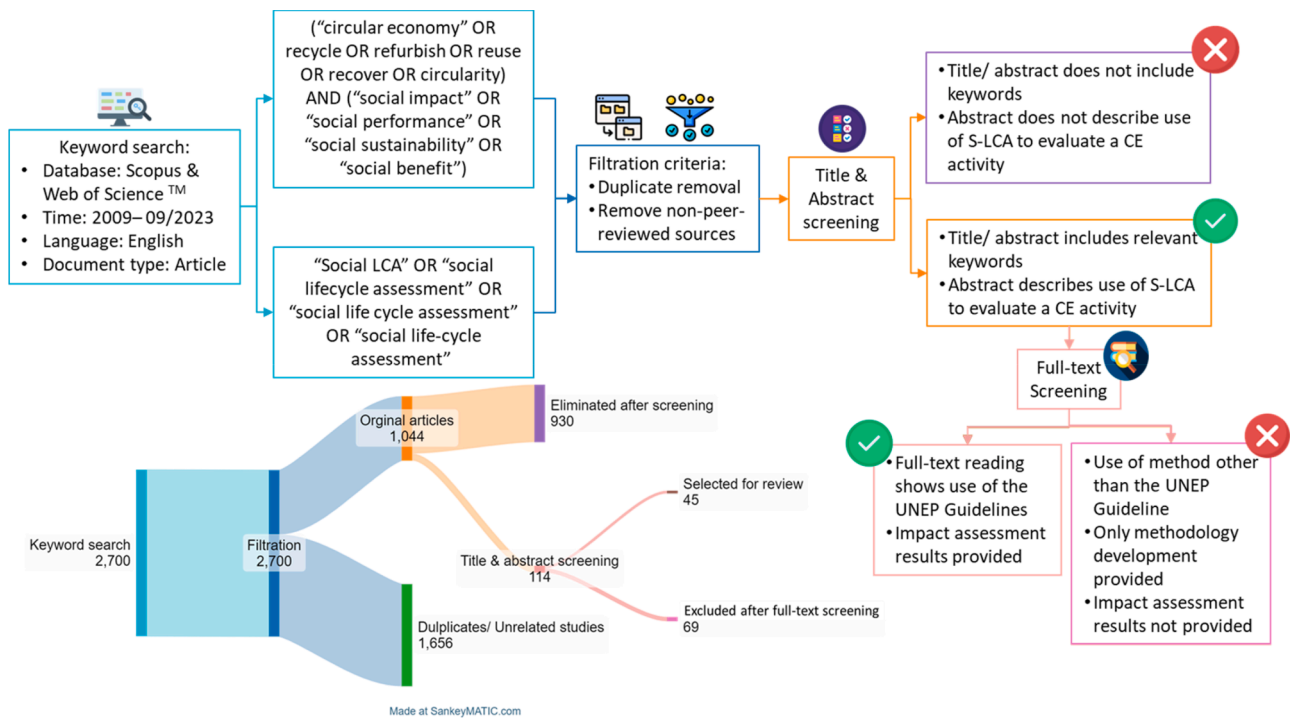 Keyword search:
• Database: Scopus &
Web of Science TM
• Time: 2009– 09/2023
• Language: English
• Document type: Article
(“circular economy” OR
recycle OR refurbish OR reuse
OR recover OR circularity)
AND (“social impact” OR
“social performance” OR
“social sustainability” OR
“social benefit”)
“Social LCA” OR “social
lifecycle assessment” OR
“social life cycle assessment”
OR “social life-cycle
assessment”
Filtration criteria:
• Duplicate removal
• Remove non-peer-
reviewed sources
Title &
Abstract
screening
• Title/ abstract does not include
keywords
• Abstract does not describe use
of S-LCA to evaluate a CE
activity
• Title/ abstract includes relevant
keywords
• Abstract describes use of S-LCA
to evaluate a CE activity
Full-text
Screening
• Full-text reading
shows use of the
UNEP Guidelines
• Impact assessment
results provided
• Use of method other
than the UNEP
Guideline
• Only methodology
development
provided
• Impact assessment
results not provided
Keyword search
2,700
Filtration
2,700
Orginal articles
1,044
Eliminated after screening
930
Dulplicates/ Unrelated studies
1,656
Title & abstract screening
114
Selected for review
45
Excluded after full-text screening
69
Made at SankeyMATIC.com